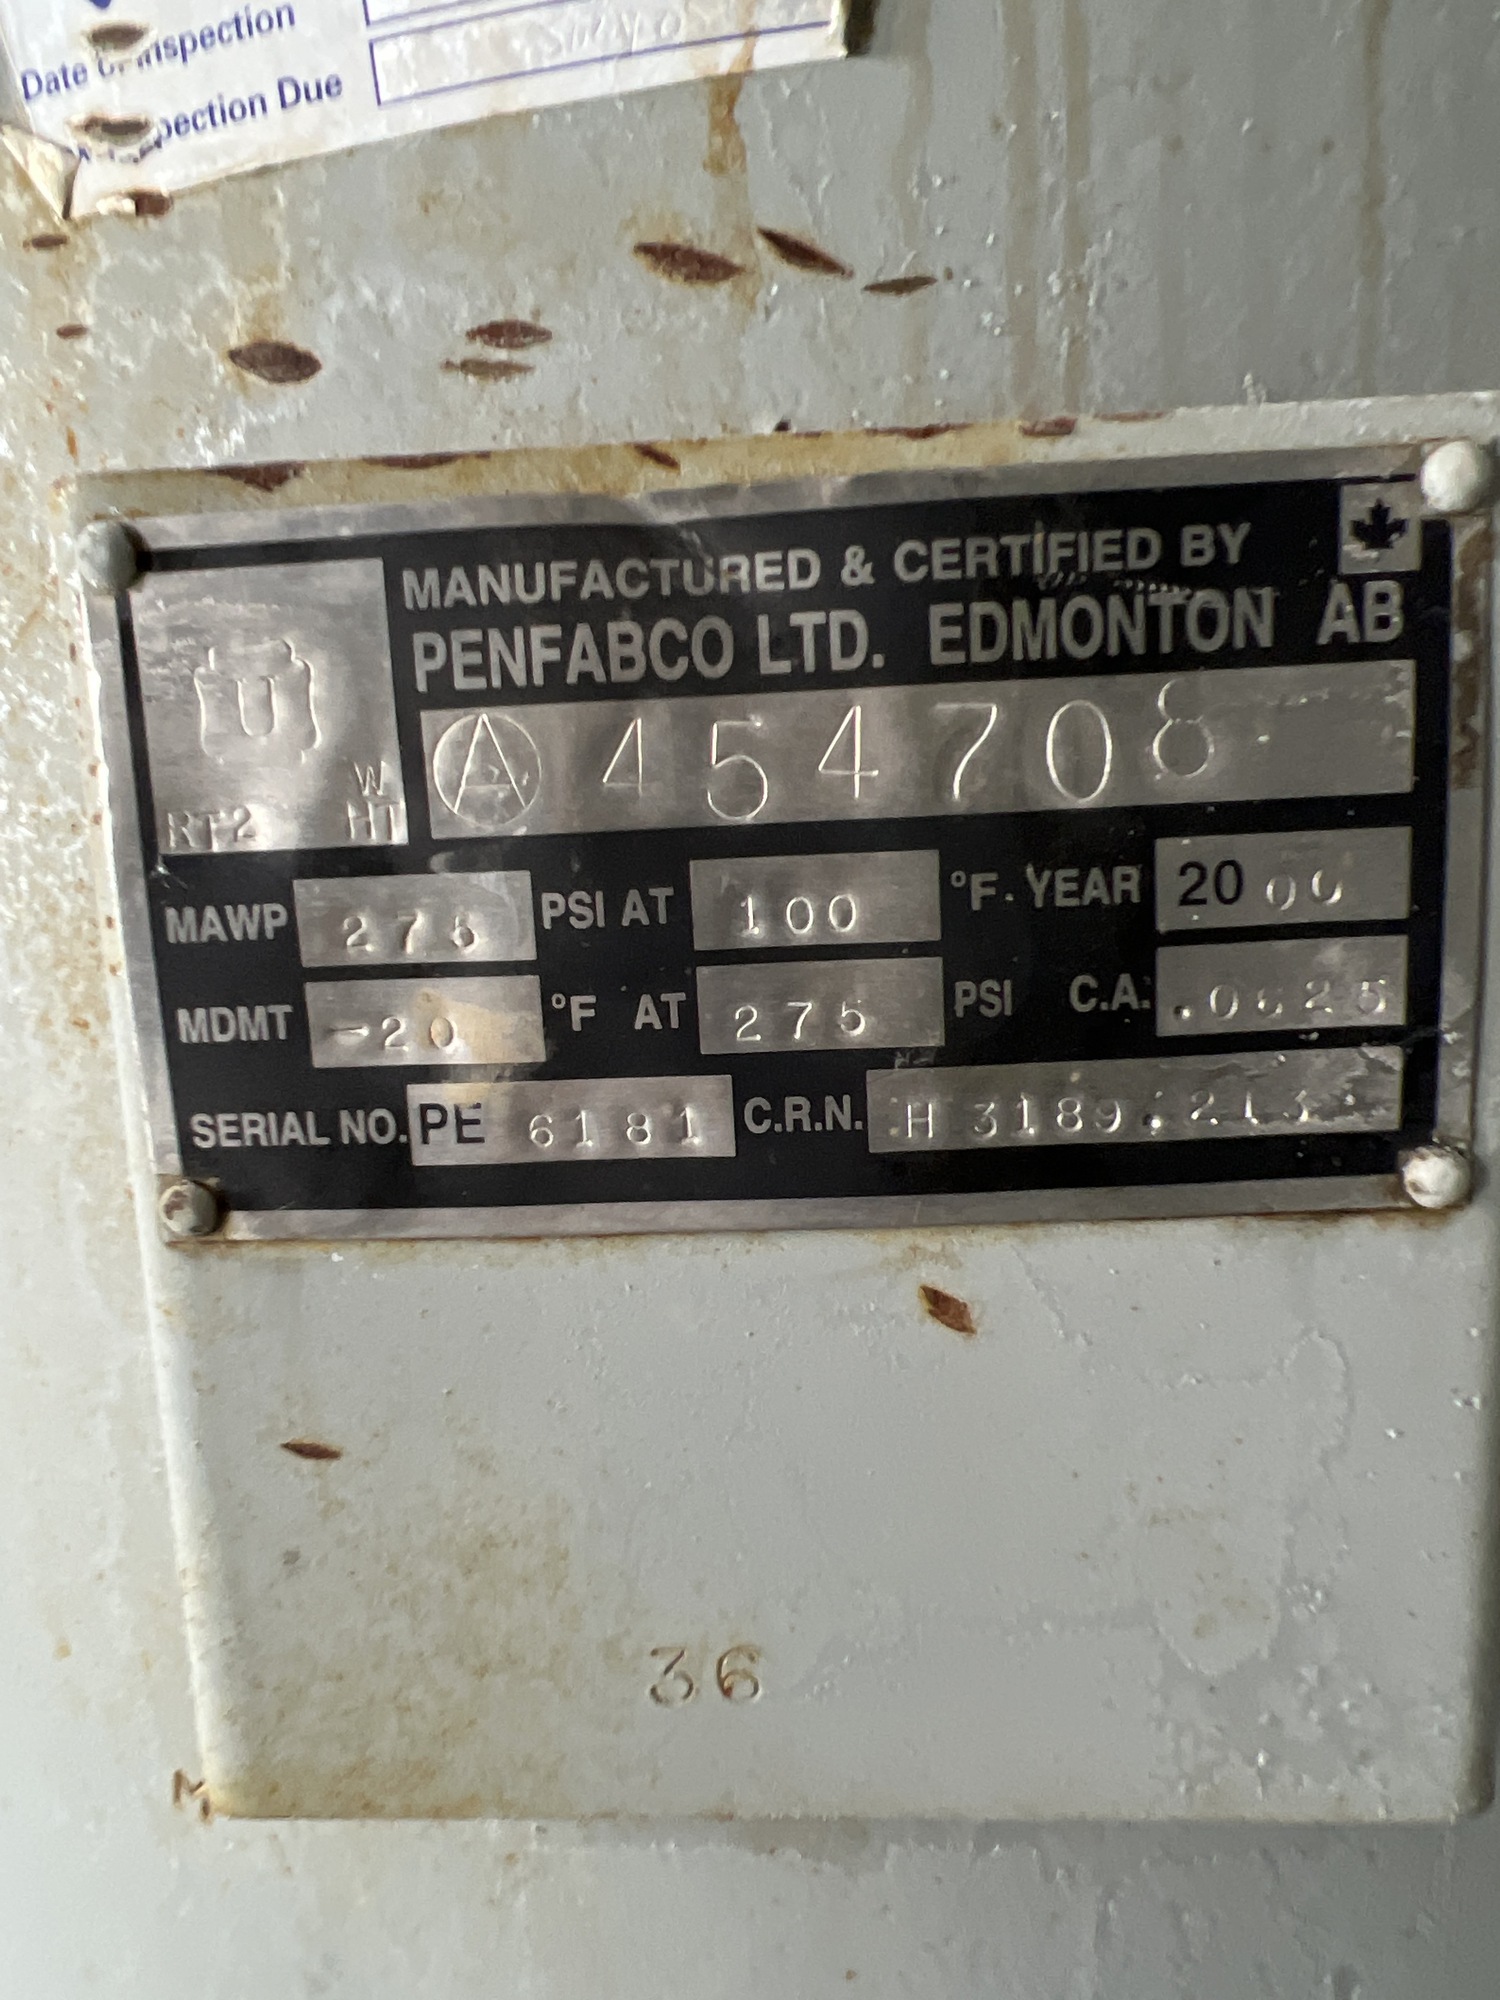 Date of Inspection
Inspection Due
MANUFACTURED & CERTIFIED BY
PENFABCO LTD. EDMONTON AB
U
W
RT2 HT
A 454708
MAWP 275 PSI AT 100 °F. YEAR 2000
MDMT -20 °F AT 275 PSI C.A. .0625
SERIAL NO. PE 6181 C.R.N. H 3189.213
36